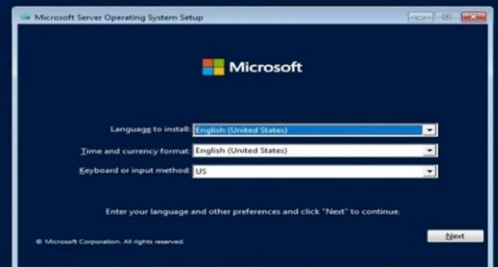 Microsoft Server Operating System Setup
Microsoft
Language to install: English (United States)
Time and currency format: English (United States)
Keyboard or input method: US
Enter your language and other preferences and click "Next" to continue.
© Microsoft Corporation. All rights reserved.
Next